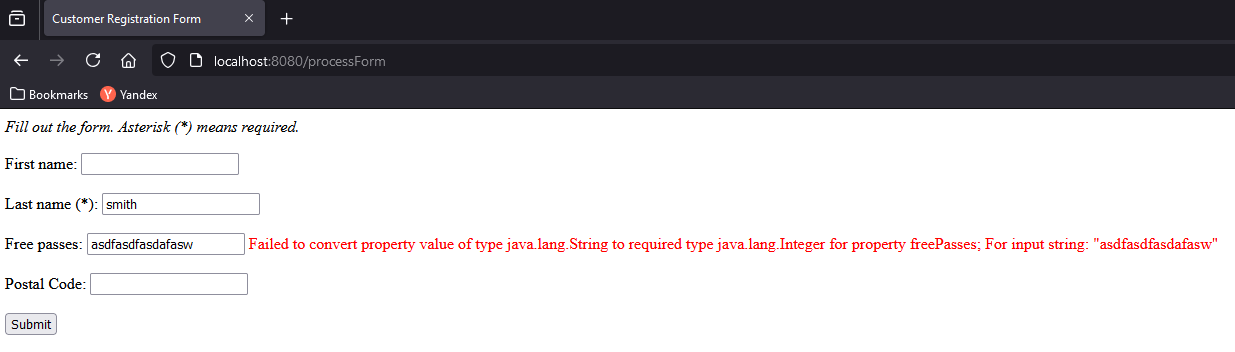 Customer Registration Form
localhost:8080/processForm
Bookmarks Yandex
Fill out the form. Asterisk (*) means required.
First name:
Last name (*): smith
Free passes: asdfasdfasdafasw Failed to convert property value of type java.lang.String to required type java.lang.Integer for property freePasses; For input string: "asdfasdfasdafasw"
Postal Code:
Submit